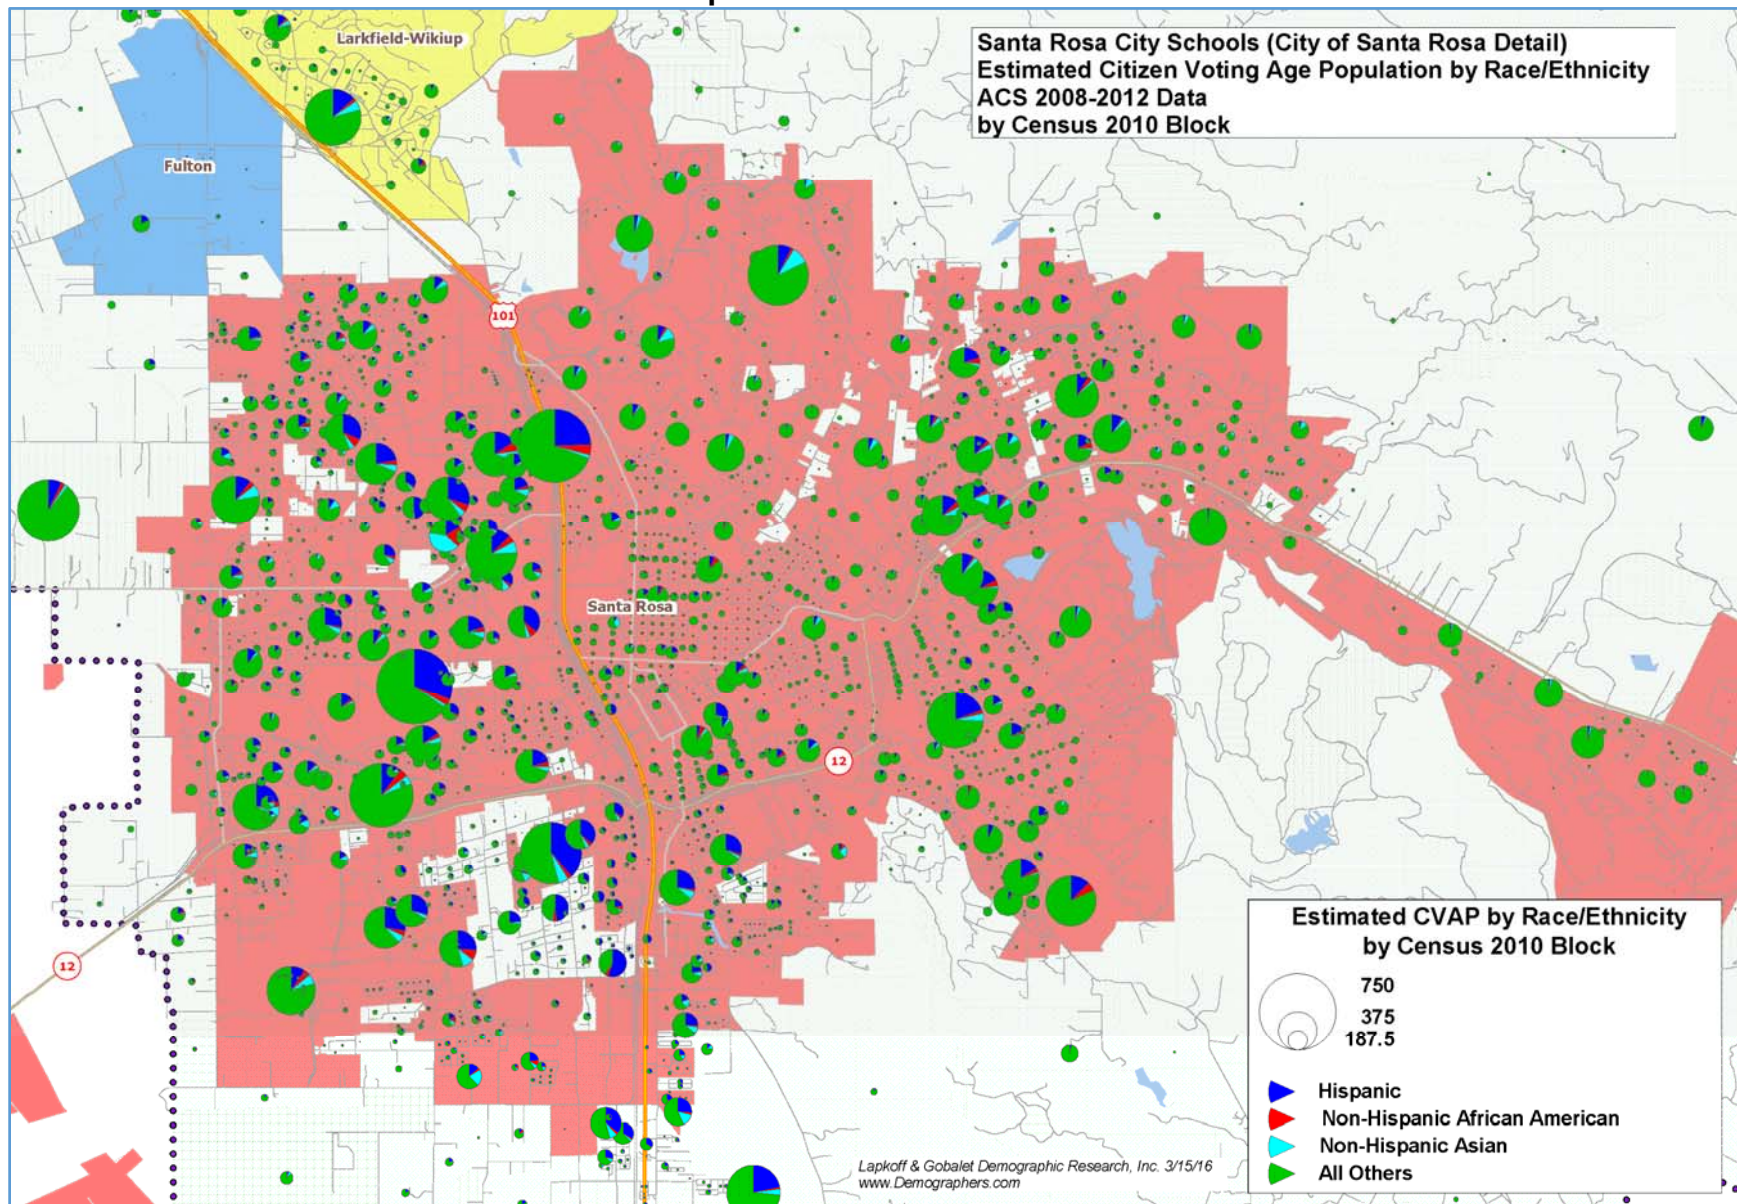 Larkfield-Wikiup
Santa Rosa City Schools (City of Santa Rosa Detail)
Estimated Citizen Voting Age Population by Race/Ethnicity
ACS 2008-2012 Data
by Census 2010 Block
Fulton
101
Santa Rosa
12
12
Estimated CVAP by Race/Ethnicity
by Census 2010 Block
750
375
187.5
Hispanic
Non-Hispanic African American
Non-Hispanic Asian
All Others
Lapkoff & Gobalet Demographic Research, Inc. 3/15/16
www.Demographers.com